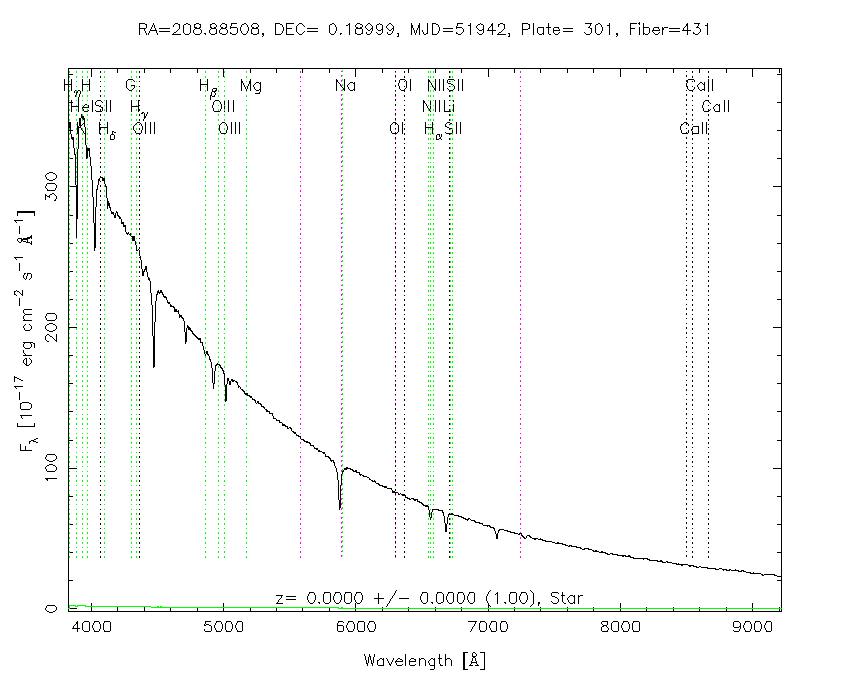 RA=208.88508, DEC= 0.18999, MJD=51942, Plate= 301, Fiber=431
Hη H G Hβ Mg Na OI NII SII CaII
HeI SII Hγ OIII NII Li CaII
K Hδ OIII OIII OI Hα SII CaII
Fλ [10⁻¹⁷ erg cm⁻² s⁻¹ Å⁻¹]
300
200
100
0
z= 0.0000 +/- 0.0000 (1.00), Star
4000 5000 6000 7000 8000 9000
Wavelength [Å]